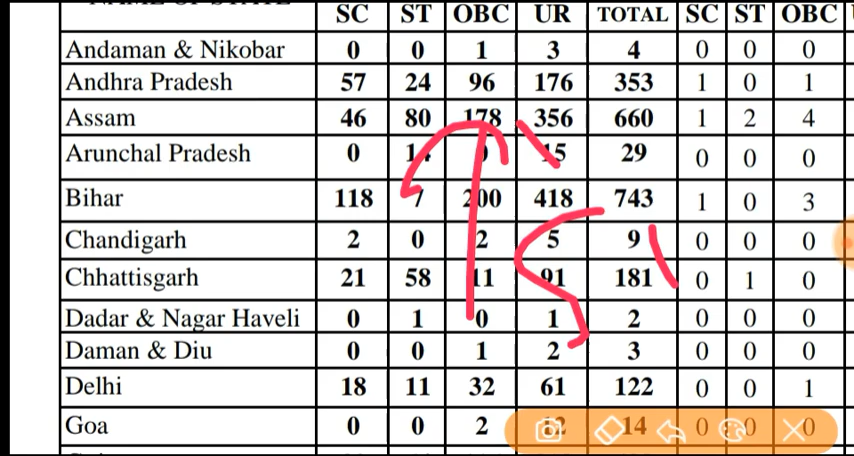 SC ST OBC UR TOTAL SC ST OBC
Andaman & Nikobar 0 0 1 3 4 0 0 0
Andhra Pradesh 57 24 96 176 353 1 0 1
Assam 46 80 178 356 660 1 2 4
Arunchal Pradesh 0 15 29 0 0 0
Bihar 118 7 200 418 743 1 0 3
Chandigarh 2 0 2 5 9 0 0 0
Chhattisgarh 21 58 11 91 181 0 1 0
Dadar & Nagar Haveli 0 1 0 1 2 0 0 0
Daman & Diu 0 0 1 2 3 0 0 0
Delhi 18 11 32 61 122 0 0 1
Goa 0 0 2 12 14 0 0 0